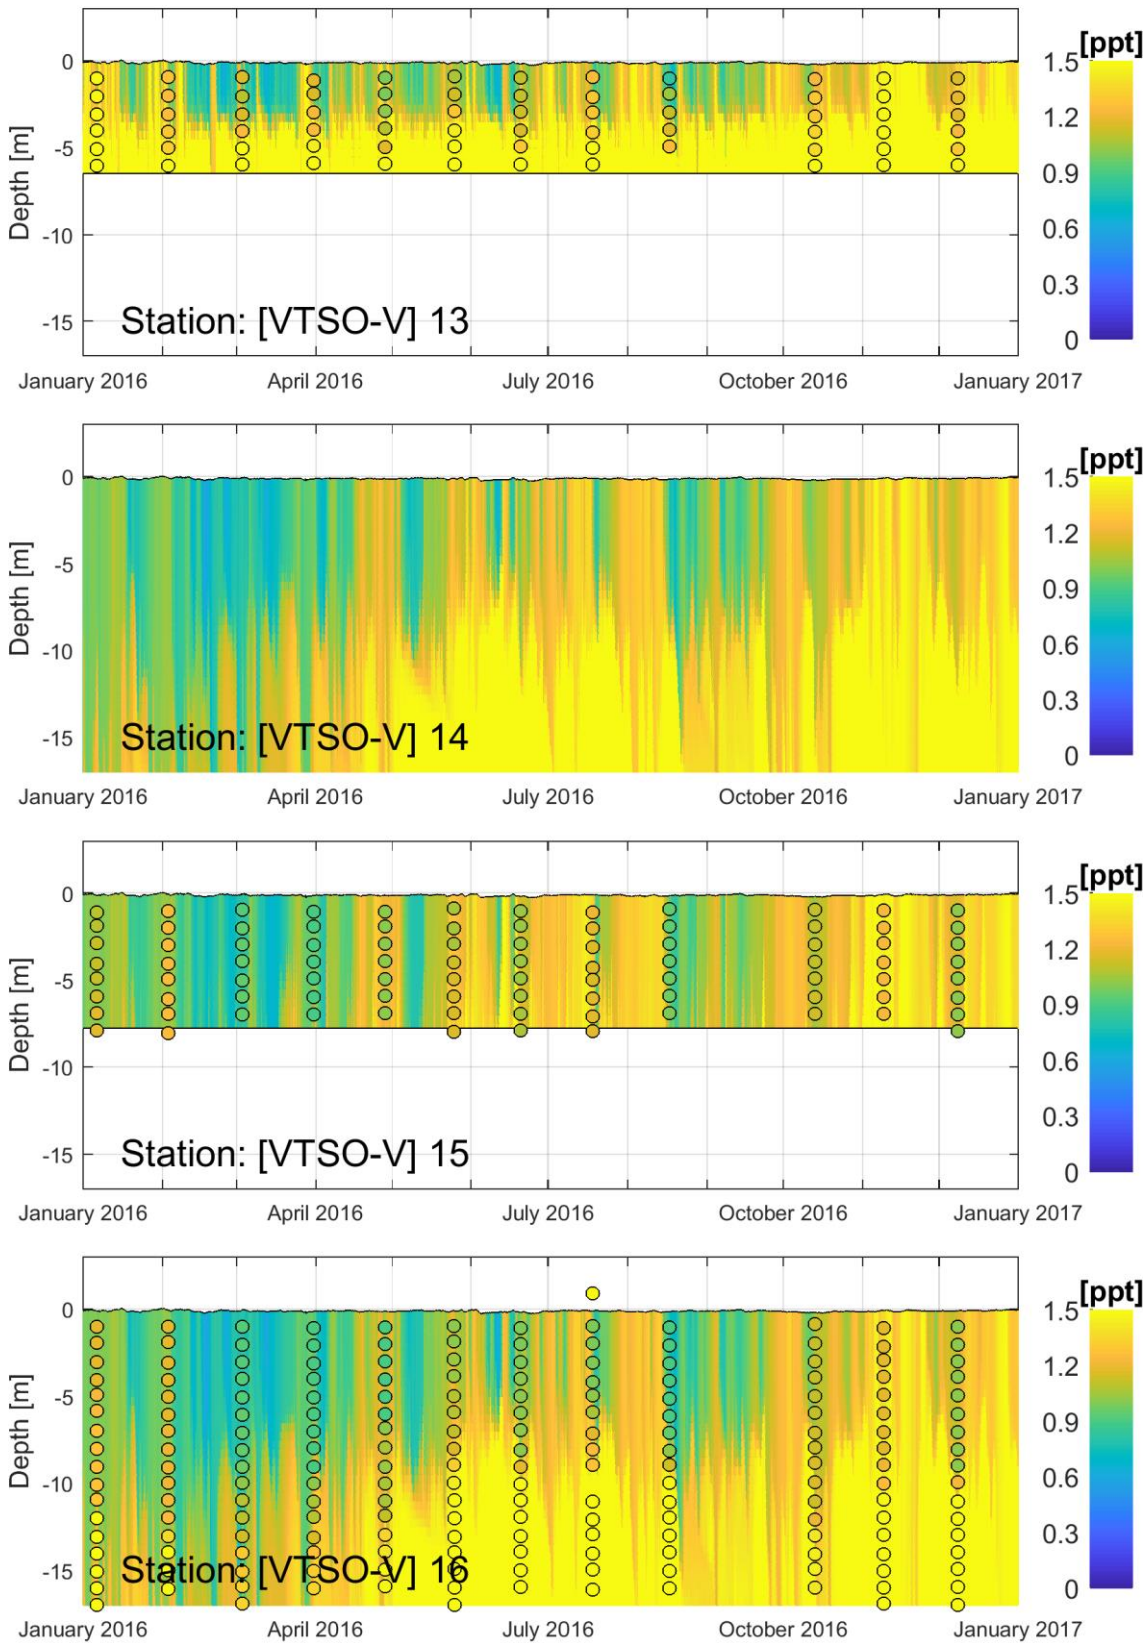 [ppt]
0
-5
-10
-15
Depth [m]
Station: [VTSO-V] 13
1.5
1.2
0.9
0.6
0.3
0
January 2016 April 2016 July 2016 October 2016 January 2017
[ppt]
0
-5
-10
-15
Depth [m]
Station: [VTSO-V] 14
1.5
1.2
0.9
0.6
0.3
0
January 2016 April 2016 July 2016 October 2016 January 2017
[ppt]
0
-5
-10
-15
Depth [m]
Station: [VTSO-V] 15
1.5
1.2
0.9
0.6
0.3
0
January 2016 April 2016 July 2016 October 2016 January 2017
[ppt]
0
-5
-10
-15
Depth [m]
Station: [VTSO-V] 16
1.5
1.2
0.9
0.6
0.3
0
January 2016 April 2016 July 2016 October 2016 January 2017